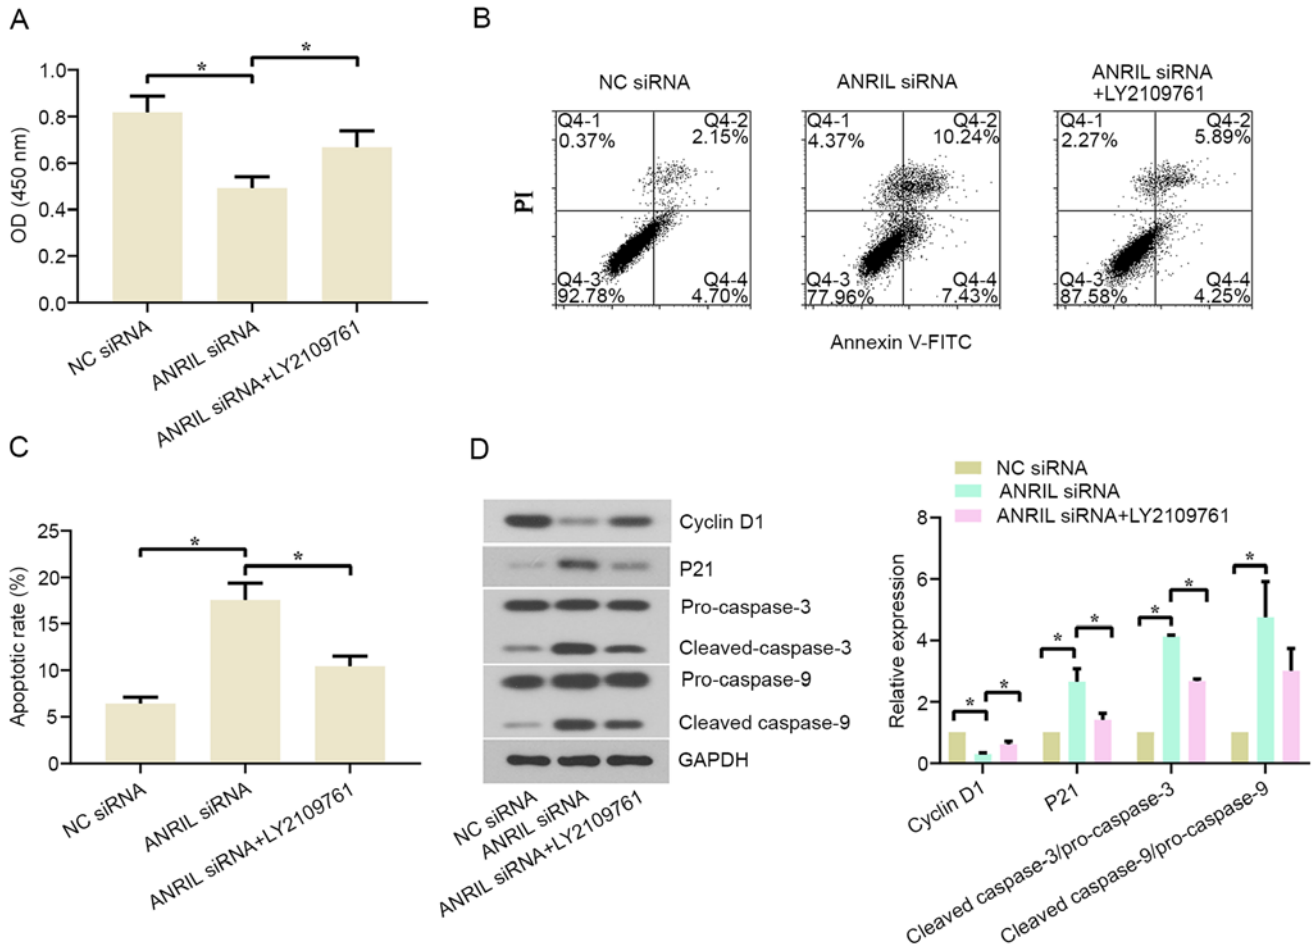 A
1.0
0.8
0.6
0.4
0.2
0.0
OD (450 nm)
*
*
NC siRNA
ANRIL siRNA
ANRIL siRNA+LY2109761
B
NC siRNA
ANRIL siRNA
ANRIL siRNA
+LY2109761
PI
Q4-1
0.37%
Q4-2
2.15%
Q4-3
92.78%
Q4-4
4.70%
Q4-1
4.37%
Q4-2
10.24%
Q4-3
77.96%
Q4-4
7.43%
Q4-1
2.27%
Q4-2
5.89%
Q4-3
87.58%
Q4-4
4.25%
Annexin V-FITC
C
25
20
15
10
5
0
Apoptotic rate (%)
*
*
NC siRNA
ANRIL siRNA
ANRIL siRNA+LY2109761
D
Cyclin D1
P21
Pro-caspase-3
Cleaved-caspase-3
Pro-caspase-9
Cleaved caspase-9
GAPDH
NC siRNA
ANRIL siRNA
ANRIL siRNA+LY2109761
NC siRNA
ANRIL siRNA
ANRIL siRNA+LY2109761
8
6
4
2
0
Relative expression
*
*
*
*
*
*
*
Cyclin D1
P21
Cleaved caspase-3/pro-caspase-3
Cleaved caspase-9/pro-caspase-9